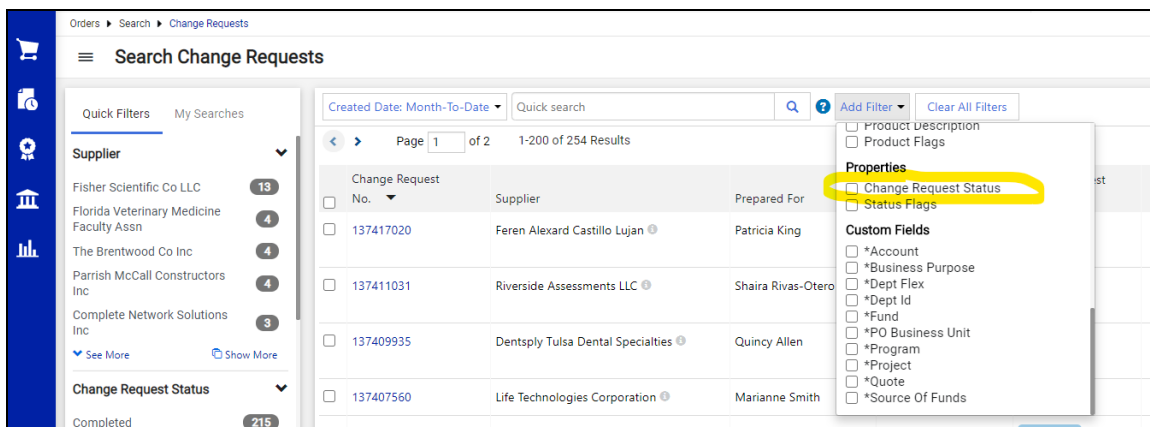 Orders ▸ Search ▸ Change Requests
Search Change Requests
Quick Filters My Searches
Supplier
Fisher Scientific Co LLC 13
Florida Veterinary Medicine
Faculty Assn 4
The Brentwood Co Inc 4
Parrish McCall Constructors
Inc 4
Complete Network Solutions
Inc 3
See More Show More
Change Request Status
Completed 215
Created Date: Month-To-Date Quick search ? Add Filter Clear All Filters
Page 1 of 2 1-200 of 254 Results
Change Request
No. Supplier Prepared For
137417020 Feren Alexard Castillo Lujan Patricia King
137411031 Riverside Assessments LLC Shaira Rivas-Otero
137409935 Dentsply Tulsa Dental Specialties Quincy Allen
137407560 Life Technologies Corporation Marianne Smith
Product Description
Product Flags
Properties
Change Request Status
Status Flags
Custom Fields
*Account
*Business Purpose
*Dept Flex
*Dept Id
*Fund
*PO Business Unit
*Program
*Project
*Quote
*Source Of Funds